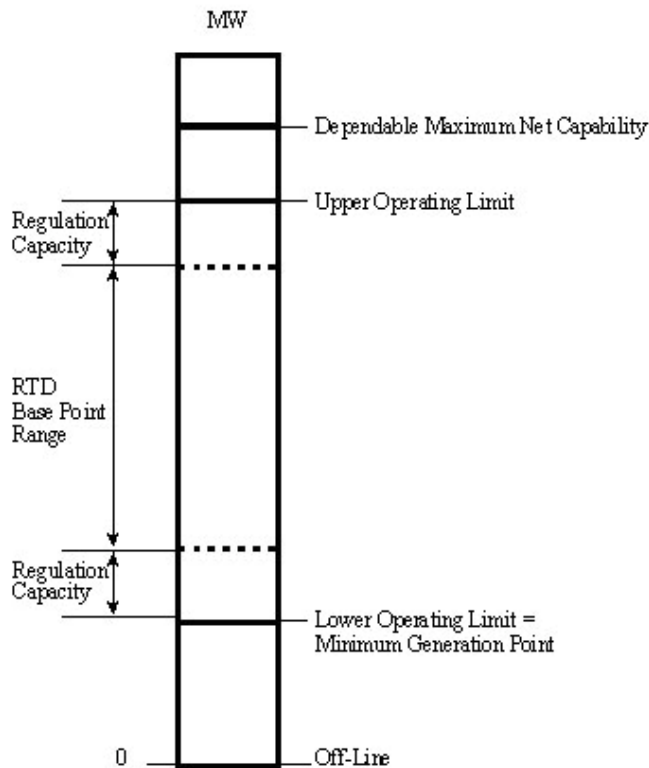 MW
Dependable Maximum Net Capability
Upper Operating Limit
Regulation
Capacity
RTD
Base Point
Range
Regulation
Capacity
Lower Operating Limit =
Minimum Generation Point
0
Off-Line